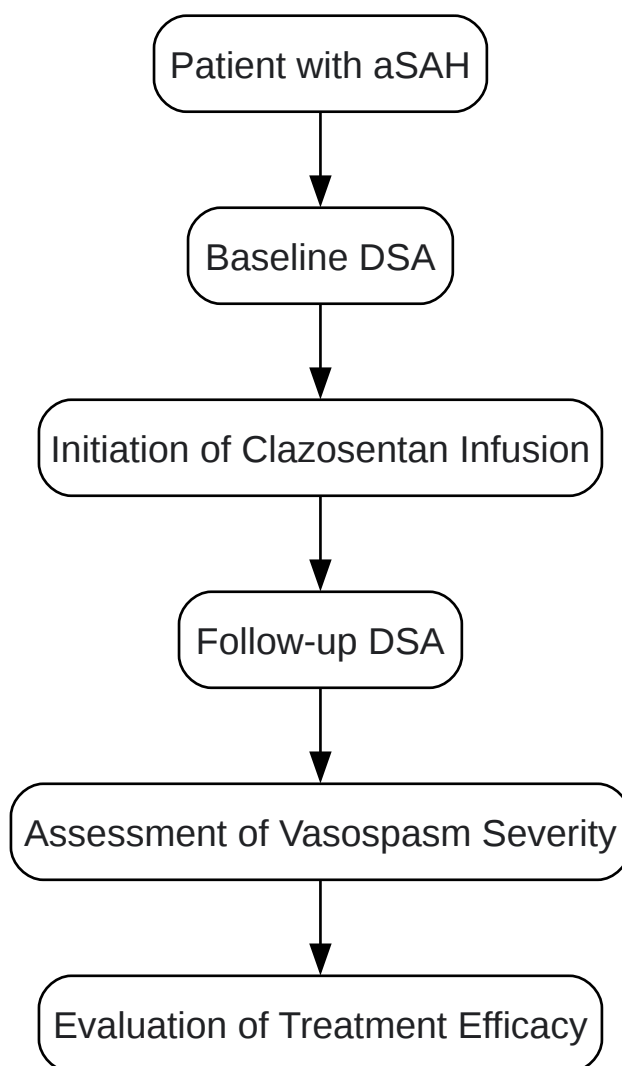 Patient with aSAH
Baseline DSA
Initiation of Clazosentan Infusion
Follow-up DSA
Assessment of Vasospasm Severity
Evaluation of Treatment Efficacy